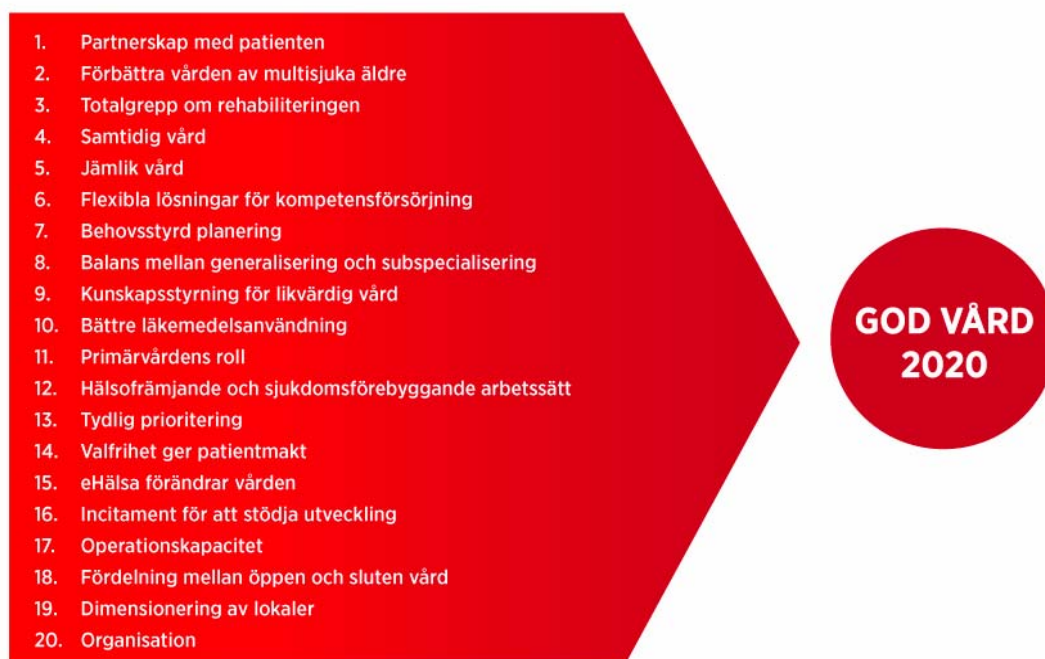 1. Partnerskap med patienten
2. Förbättra vården av multisjuka äldre
3. Totalgrepp om rehabiliteringen
4. Samtidig vård
5. Jämlik vård
6. Flexibla lösningar för kompetensförsörjning
7. Behovsstyrd planering
8. Balans mellan generalisering och subspecialisering
9. Kunskapsstyrning för likvärdig vård
10. Bättre läkemedelsanvändning
11. Primärvårdens roll
12. Hälsofrämjande och sjukdomsförebyggande arbetssätt
13. Tydlig prioritering
14. Valfrihet ger patientmakt
15. eHälsa förändrar vården
16. Incitament för att stödja utveckling
17. Operationskapacitet
18. Fördelning mellan öppen och sluten vård
19. Dimensionering av lokaler
20. Organisation
GOD VÅRD
2020